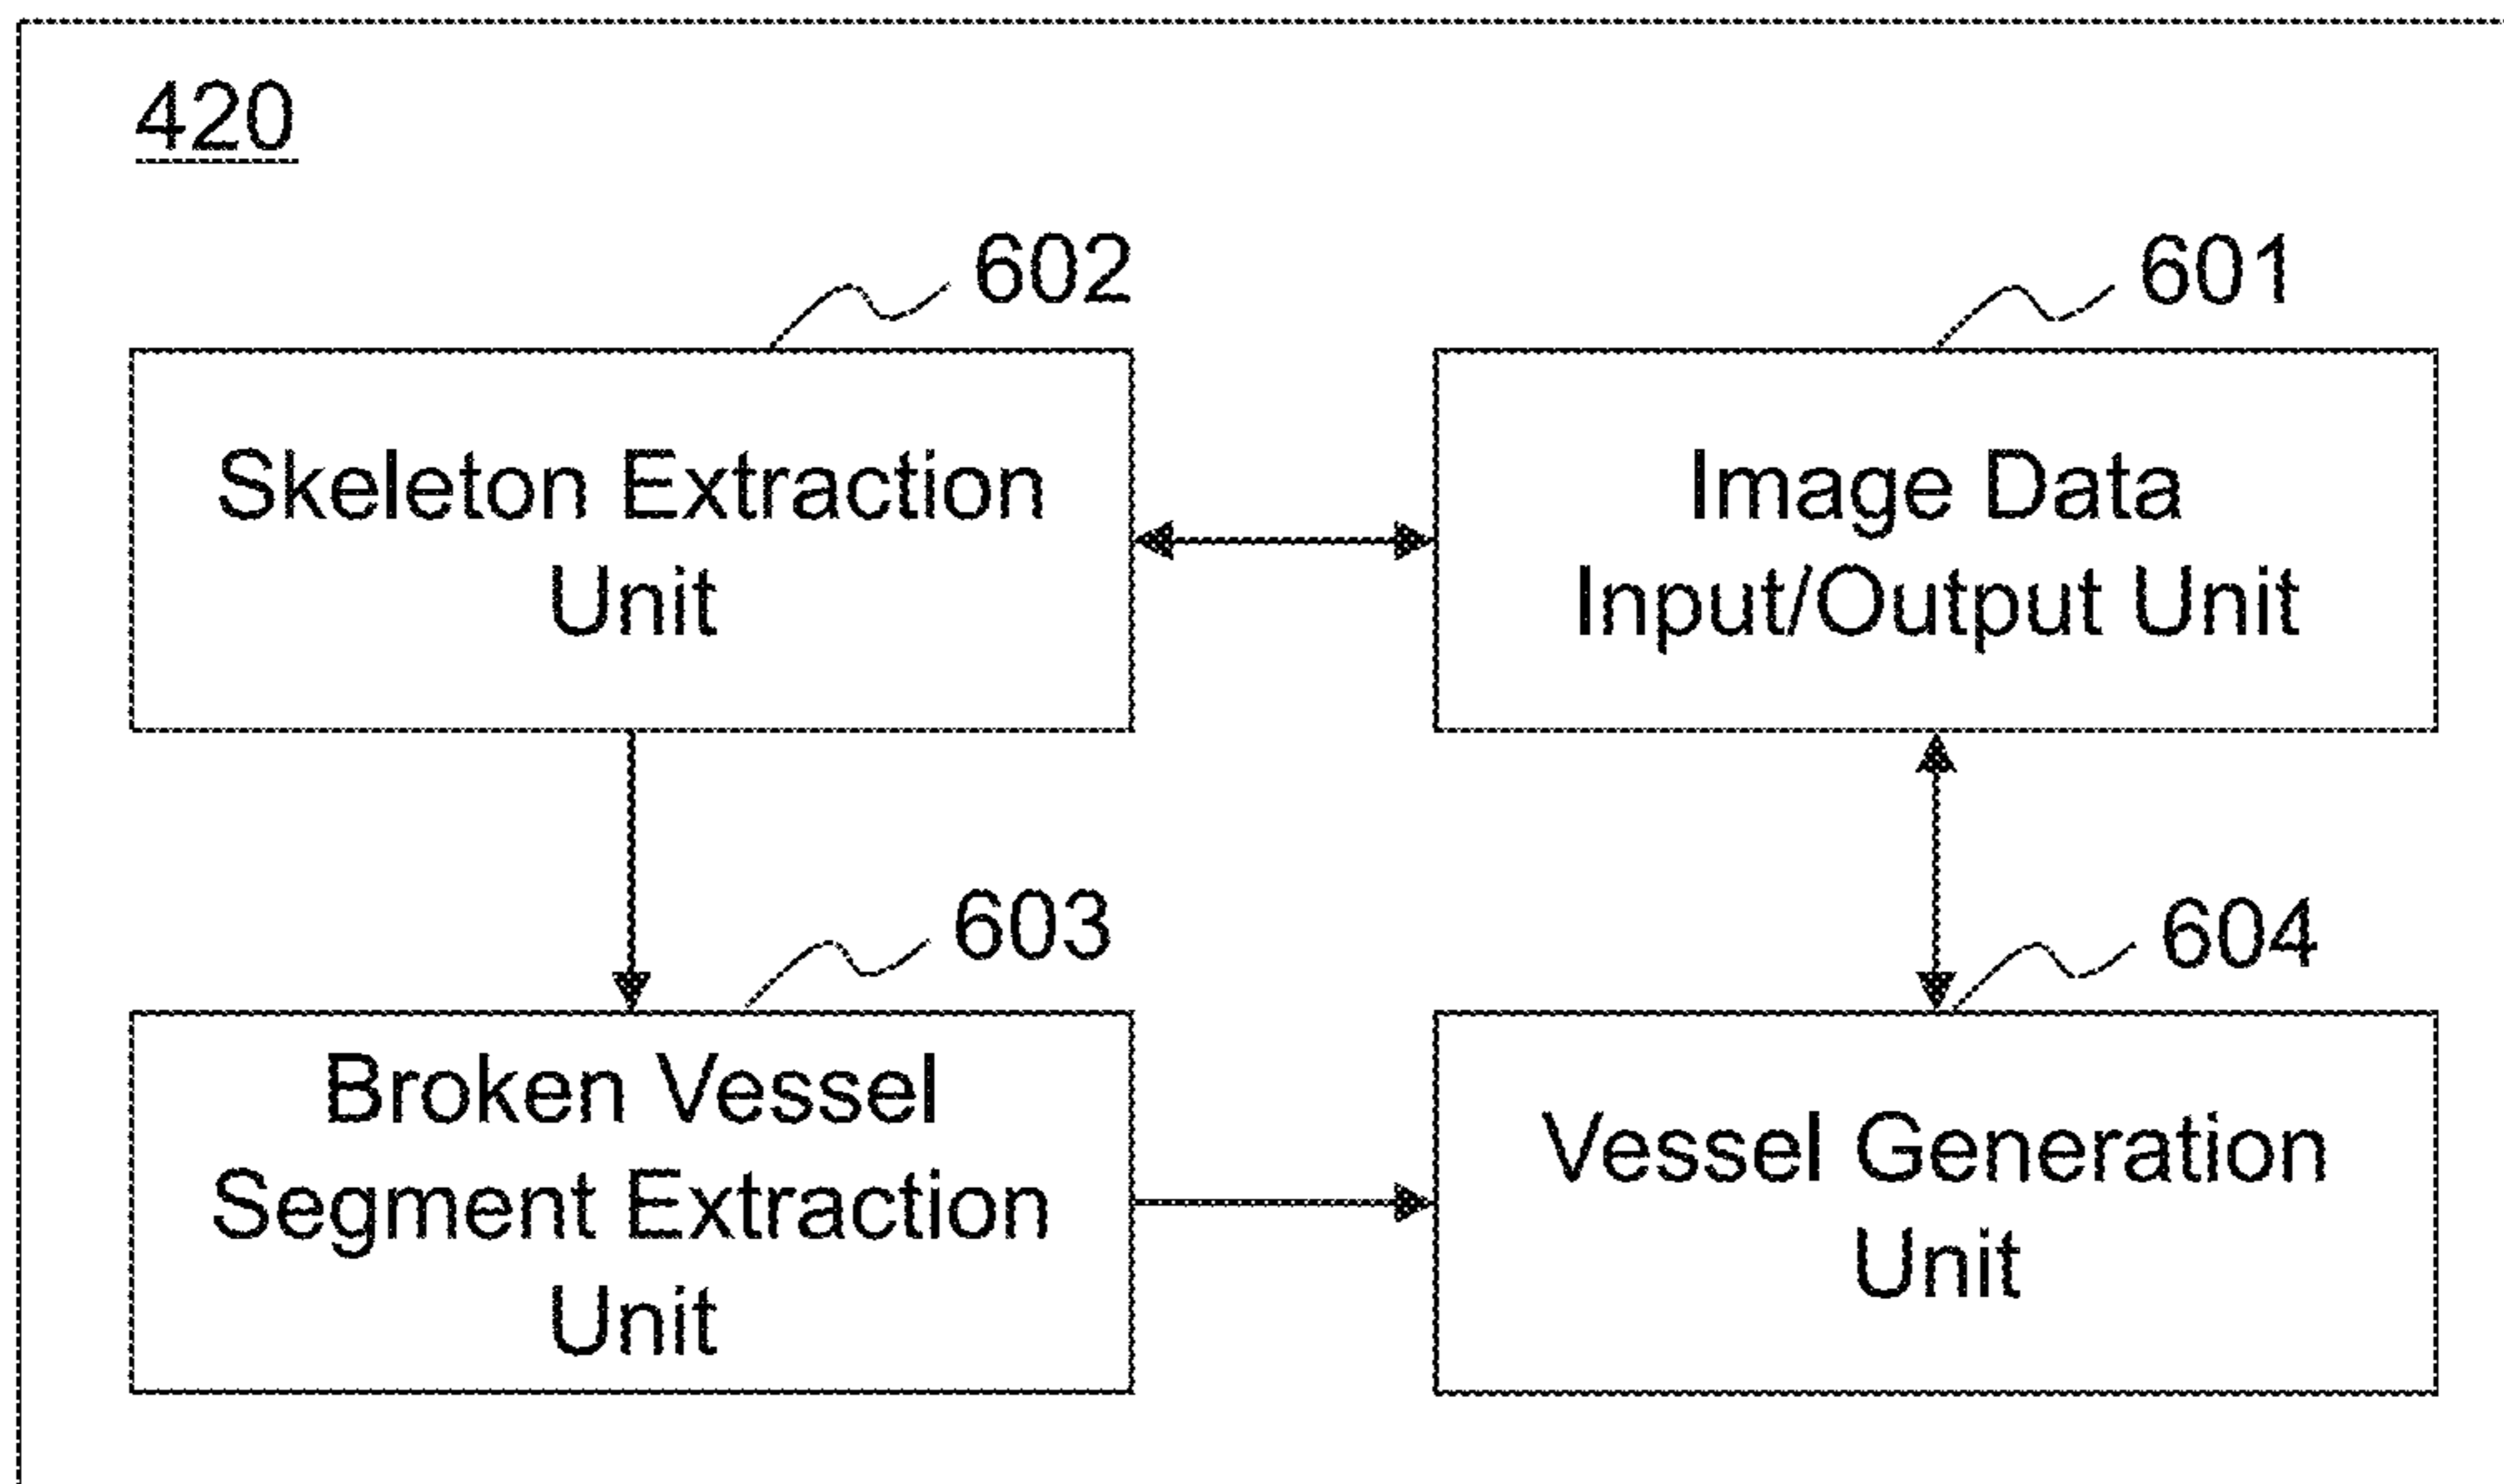 420
602
601
Skeleton Extraction
Unit
Image Data
Input/Output Unit
603
604
Broken Vessel
Segment Extraction
Unit
Vessel Generation
Unit